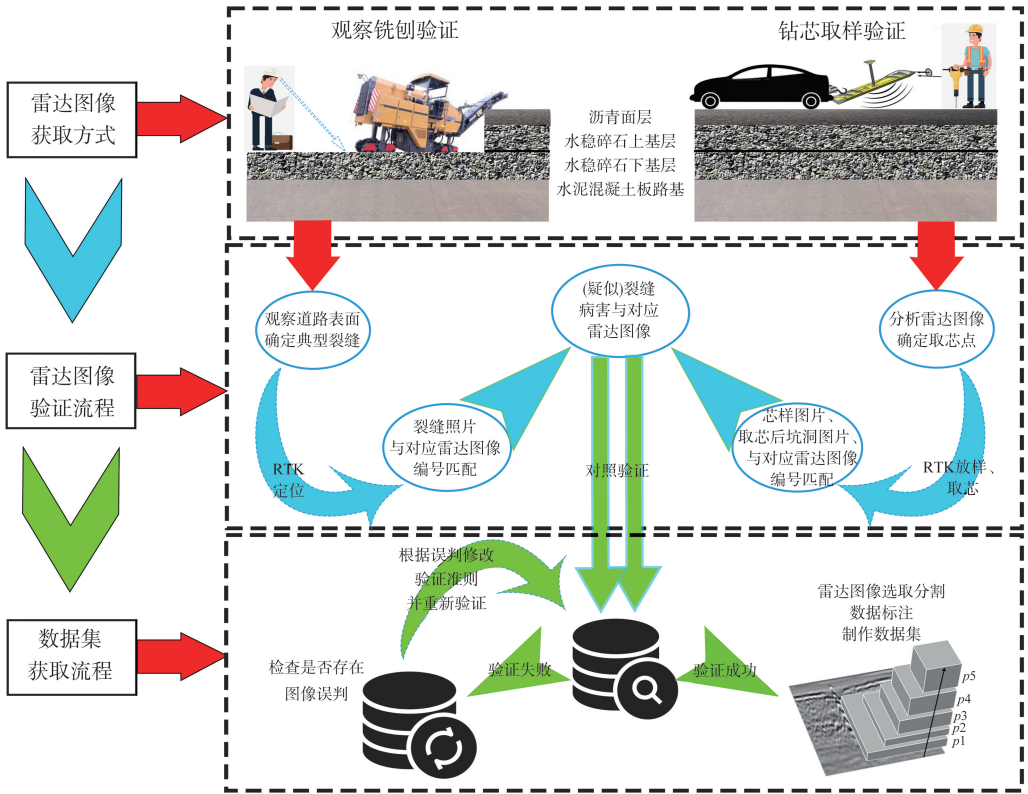 观察铣刨验证
钻芯取样验证
雷达图像
获取方式
沥青面层
水稳碎石上基层
水稳碎石下基层
水泥混凝土板路基
观察道路表面
确定典型裂缝
(疑似)裂缝
病害与对应
雷达图像
分析雷达图像
确定取芯点
雷达图像
验证流程
裂缝照片
与对应雷达图像
编号匹配
芯样图片、
取芯后坑洞图片、
与对应雷达图像
编号匹配
RTK
定位
对照验证
RTK放样、
取芯
根据误判修改
验证准则
并重新验证
雷达图像选取分割
数据标注
制作数据集
数据集
获取流程
检查是否存在
图像误判
验证失败
验证成功
p5
p4
p3
p2
p1